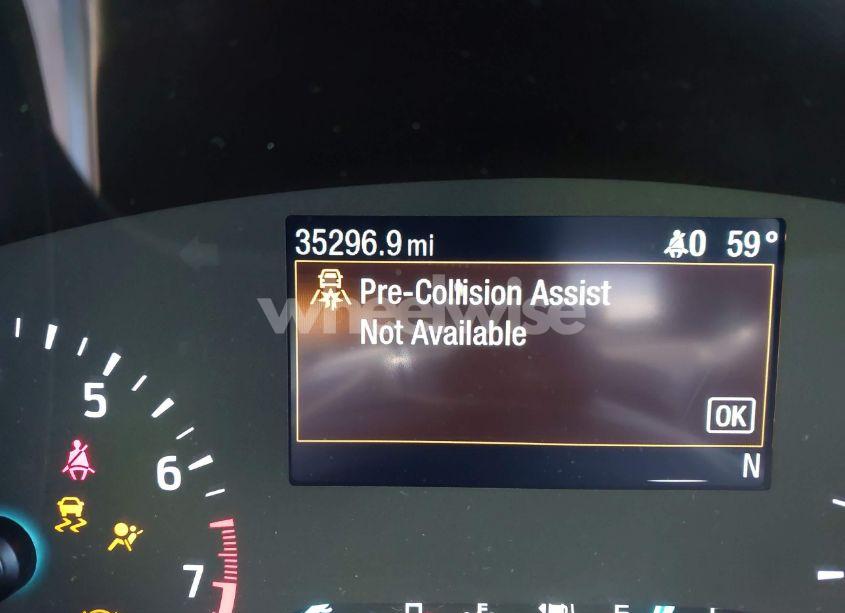 35296.9 mi
0 59°
Pre-Collision Assist
Not Available
wheelwise
OK
N
5
6
7